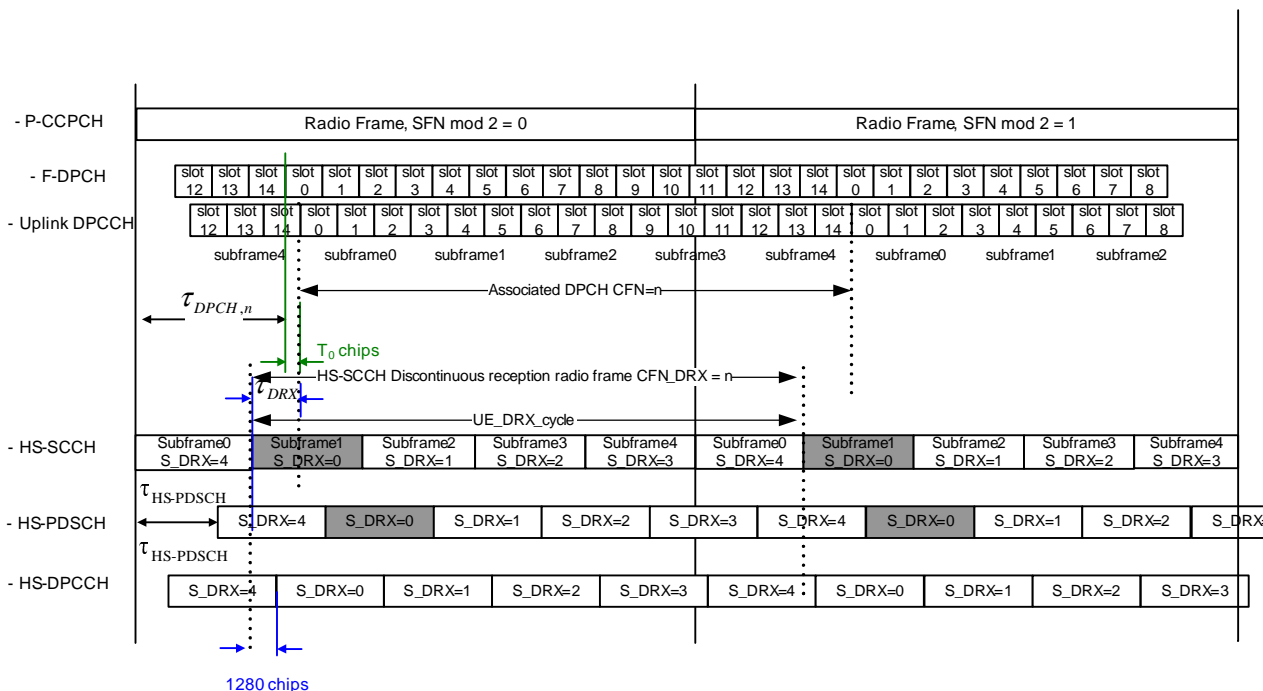 - P-CCPCH
Radio Frame, SFN mod 2 = 0
Radio Frame, SFN mod 2 = 1
- F-DPCH
slot 12 slot 13 slot 14 slot 0 slot 1 slot 2 slot 3 slot 4 slot 5 slot 6 slot 7 slot 8 slot 9 slot 10 slot 11 slot 12 slot 13 slot 14 slot 0 slot 1 slot 2 slot 3 slot 4 slot 5 slot 6 slot 7 slot 8
- Uplink DPCCH
slot 12 slot 13 slot 14 slot 0 slot 1 slot 2 slot 3 slot 4 slot 5 slot 6 slot 7 slot 8 slot 9 slot 10 slot 11 slot 12 slot 13 slot 14 slot 0 slot 1 slot 2 slot 3 slot 4 slot 5 slot 6 slot 7 slot 8
subframe4 subframe0 subframe1 subframe2 subframe3 subframe4 subframe0 subframe1 subframe2
Associated DPCH CFN=n
τ DPCH,n
T0 chips
HS-SCCH Discontinuous reception radio frame CFN_DRX = n
τ DRX
UE_DRX_cycle
- HS-SCCH
Subframe0 Subframe1 Subframe2 Subframe3 Subframe4 Subframe0 Subframe1 Subframe2 Subframe3 Subframe4
S_DRX=4 S_DRX=0 S_DRX=1 S_DRX=2 S_DRX=3 S_DRX=4 S_DRX=0 S_DRX=1 S_DRX=2 S_DRX=3
τ HS-PDSCH
- HS-PDSCH
S_DRX=4 S_DRX=0 S_DRX=1 S_DRX=2 S_DRX=3 S_DRX=4 S_DRX=0 S_DRX=1 S_DRX=2 S_DRX=
τ HS-PDSCH
- HS-DPCCH
S_DRX=4 S_DRX=0 S_DRX=1 S_DRX=2 S_DRX=3 S_DRX=4 S_DRX=0 S_DRX=1 S_DRX=2 S_DRX=3
1280 chips